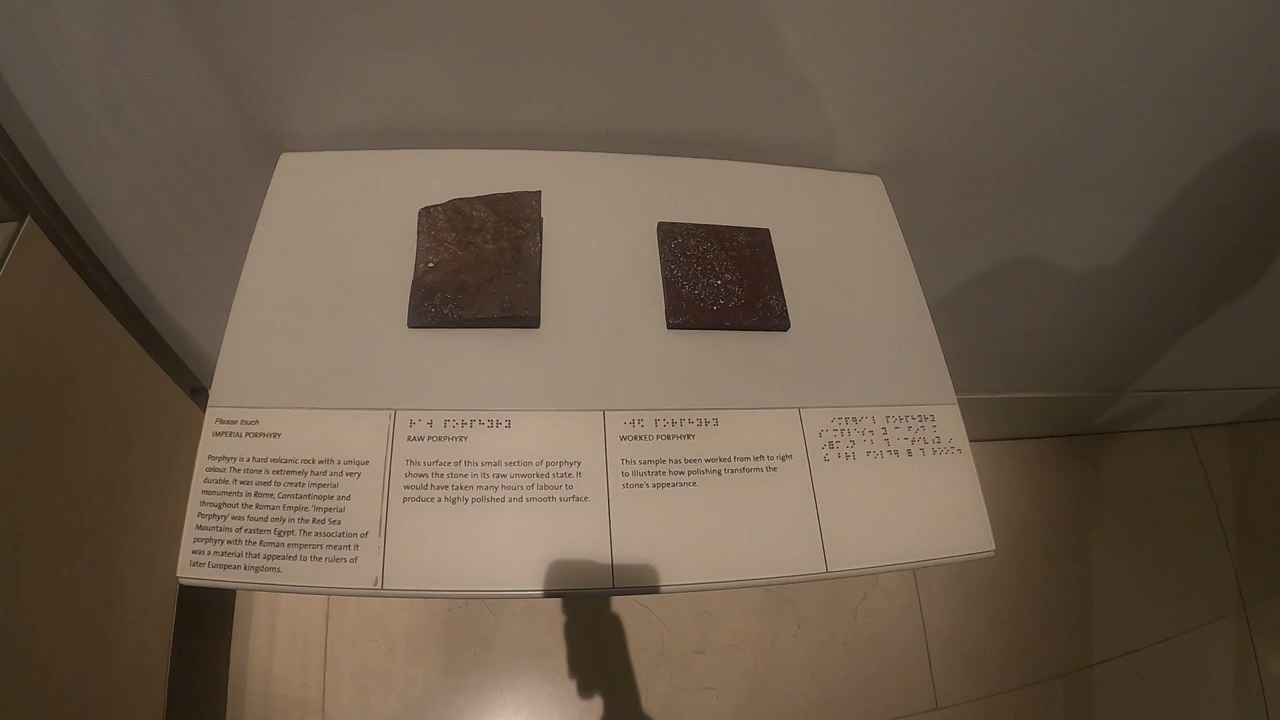 Please touch
IMPERIAL PORPHYRY
Porphyry is a hard volcanic rock with a unique
colour. The stone is extremely hard and very
durable. It was used to create imperial
monuments in Rome, Constantinople and
throughout the Roman Empire. 'Imperial
Porphyry' was found only in the Red Sea
Mountains of eastern Egypt. The association of
porphyry with the Roman emperors meant it
was a material that appealed to the rulers of
later European kingdoms.
RAW PORPHYRY
This surface of this small section of porphyry
shows the stone in its raw unworked state. It
would have taken many hours of labour to
produce a highly polished and smooth surface.
WORKED PORPHYRY
This sample has been worked from left to right
to illustrate how polishing transforms the
stone's appearance.